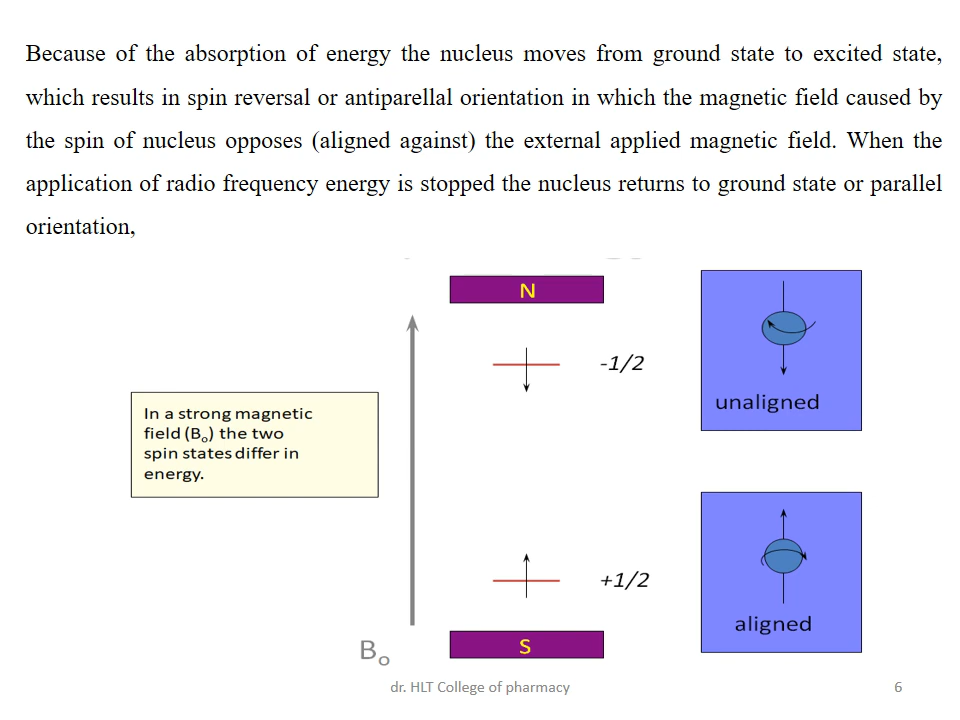 Because of the absorption of energy the nucleus moves from ground state to excited state,
which results in spin reversal or antiparellal orientation in which the magnetic field caused by
the spin of nucleus opposes (aligned against) the external applied magnetic field. When the
application of radio frequency energy is stopped the nucleus returns to ground state or parallel
orientation,
N
-1/2
unaligned
In a strong magnetic
field (Bₒ) the two
spin states differ in
energy.
+1/2
aligned
S
Bₒ
dr. HLT College of pharmacy
6